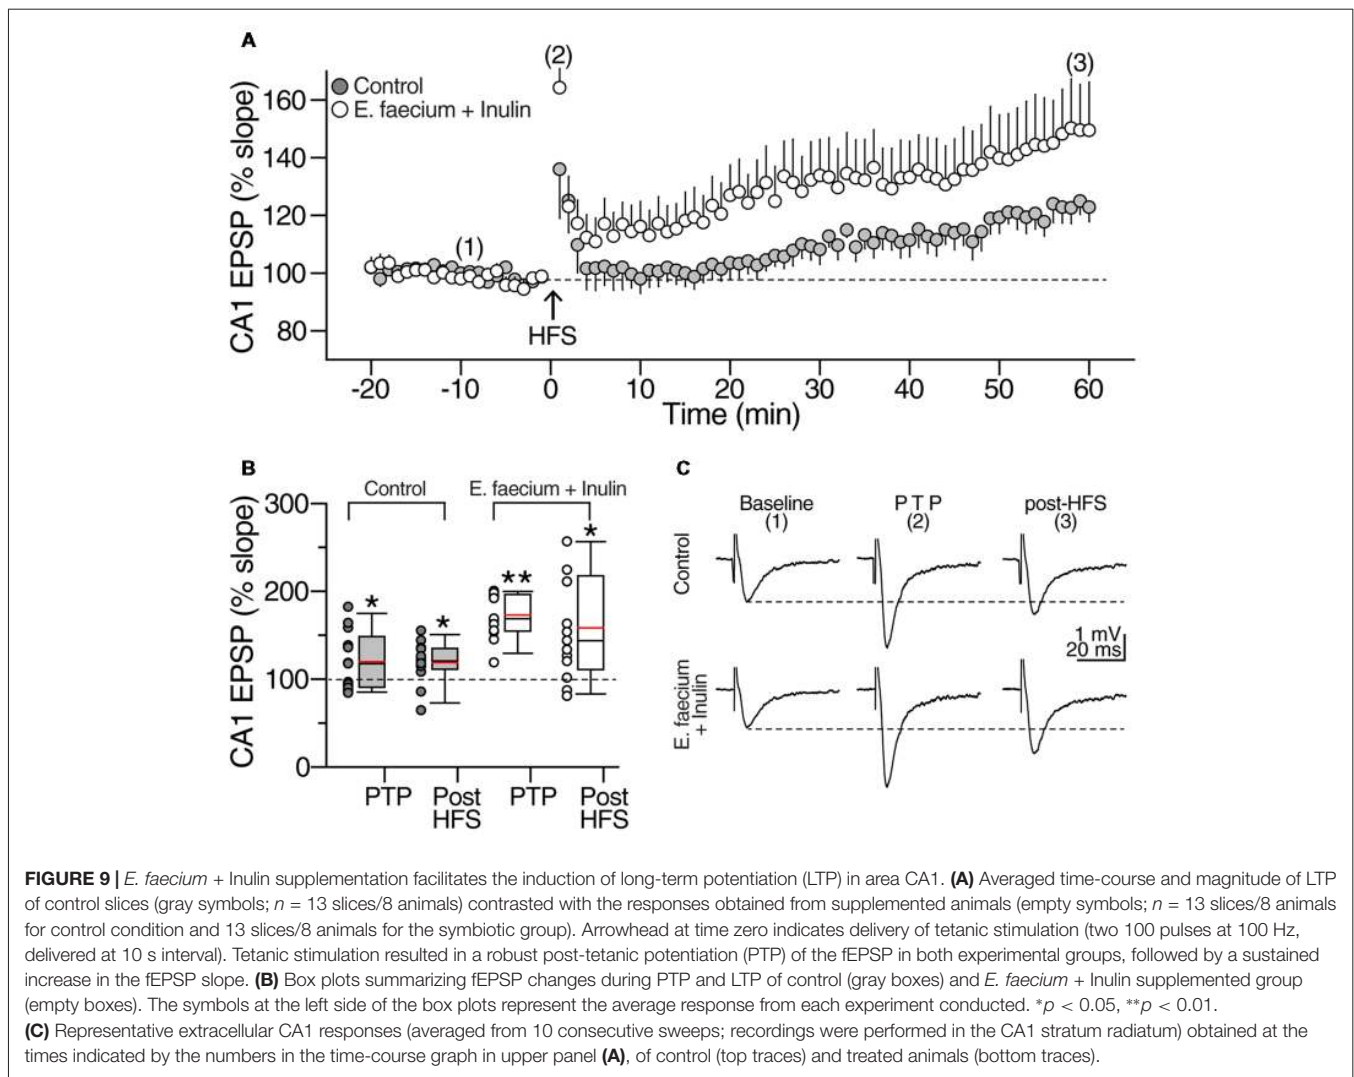 A
(2)
(3)
Control
E. faecium + Inulin
CA1 EPSP (% slope)
160
140
120
100
80
(1)
HFS
-20 -10 0 10 20 30 40 50 60
Time (min)
B
Control E. faecium + Inulin
CA1 EPSP (% slope)
300
200
100
0
*
*
**
*
PTP Post HFS PTP Post HFS
C
Baseline (1)
P T P (2)
post-HFS (3)
Control
1 mV
20 ms
E. faecium
+ Inulin
FIGURE 9 | E. faecium + Inulin supplementation facilitates the induction of long-term potentiation (LTP) in area CA1. (A) Averaged time-course and magnitude of LTP
of control slices (gray symbols; n = 13 slices/8 animals) contrasted with the responses obtained from supplemented animals (empty symbols; n = 13 slices/8 animals
for control condition and 13 slices/8 animals for the symbiotic group). Arrowhead at time zero indicates delivery of tetanic stimulation (two 100 pulses at 100 Hz,
delivered at 10 s interval). Tetanic stimulation resulted in a robust post-tetanic potentiation (PTP) of the fEPSP in both experimental groups, followed by a sustained
increase in the fEPSP slope. (B) Box plots summarizing fEPSP changes during PTP and LTP of control (gray boxes) and E. faecium + Inulin supplemented group
(empty boxes). The symbols at the left side of the box plots represent the average response from each experiment conducted. *p < 0.05, **p < 0.01.
(C) Representative extracellular CA1 responses (averaged from 10 consecutive sweeps; recordings were performed in the CA1 stratum radiatum) obtained at the
times indicated by the numbers in the time-course graph in upper panel (A), of control (top traces) and treated animals (bottom traces).